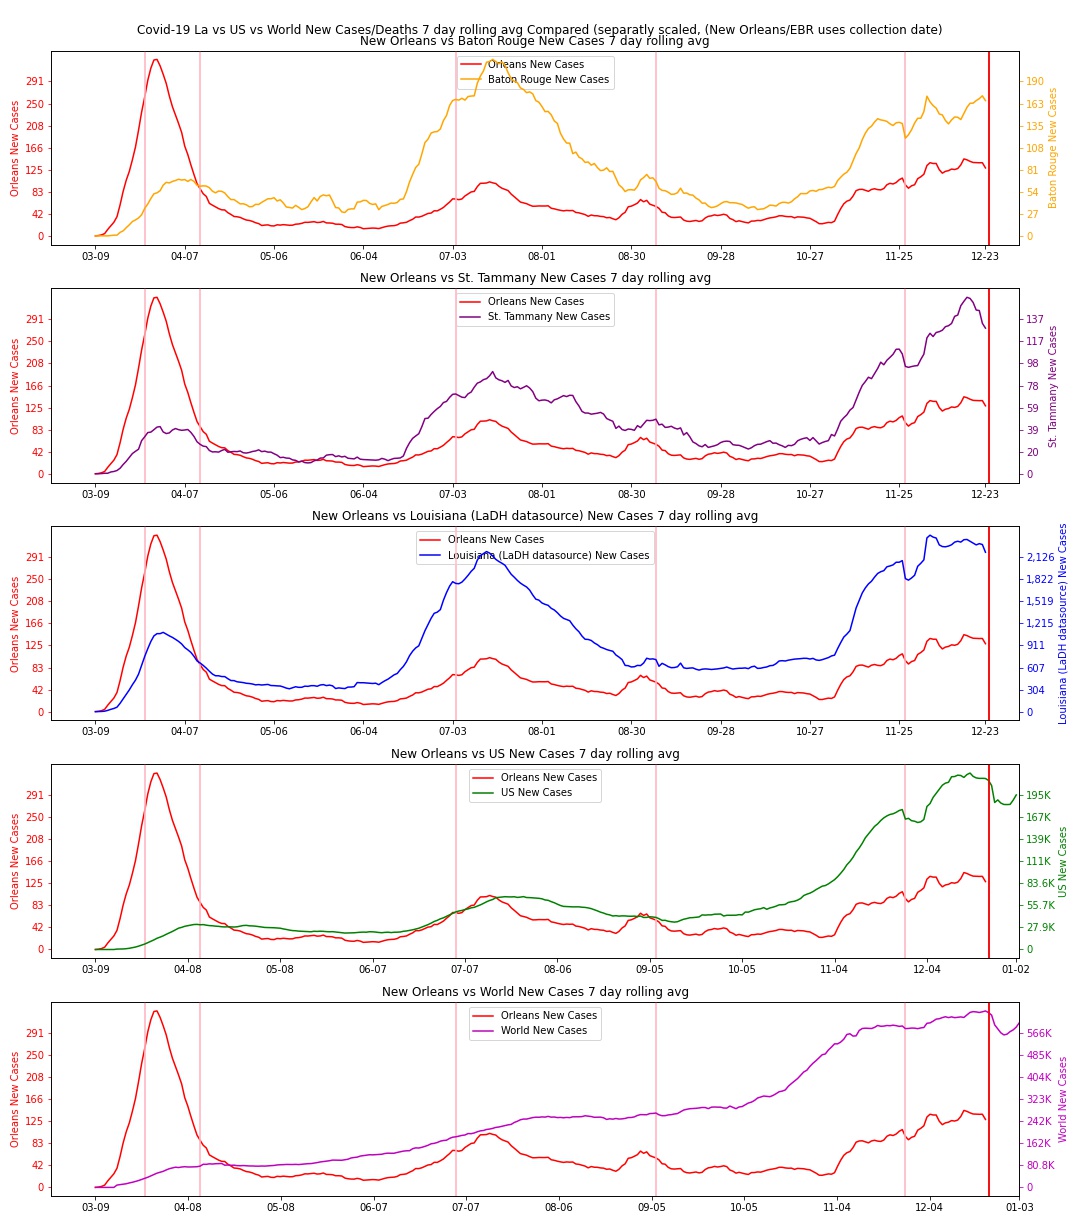 Covid-19 La vs US vs World New Cases/Deaths 7 day rolling avg Compared (separatly scaled, (New Orleans/EBR uses collection date)
New Orleans vs Baton Rouge New Cases 7 day rolling avg
Orleans New Cases
Baton Rouge New Cases
291
250
208
166
125
83
42
0
Orleans New Cases
190
163
135
108
81
54
27
0
Baton Rouge New Cases
03-09 04-07 05-06 06-04 07-03 08-01 08-30 09-28 10-27 11-25 12-23
New Orleans vs St. Tammany New Cases 7 day rolling avg
Orleans New Cases
St. Tammany New Cases
291
250
208
166
125
83
42
0
Orleans New Cases
137
117
98
78
59
39
20
0
St. Tammany New Cases
03-09 04-07 05-06 06-04 07-03 08-01 08-30 09-28 10-27 11-25 12-23
New Orleans vs Louisiana (LaDH datasource) New Cases 7 day rolling avg
Orleans New Cases
Louisiana (LaDH datasource) New Cases
291
250
208
166
125
83
42
0
Orleans New Cases
2,126
1,822
1,519
1,215
911
607
304
0
Louisiana (LaDH datasource) New Cases
03-09 04-07 05-06 06-04 07-03 08-01 08-30 09-28 10-27 11-25 12-23
New Orleans vs US New Cases 7 day rolling avg
Orleans New Cases
US New Cases
291
250
208
166
125
83
42
0
Orleans New Cases
195K
167K
139K
111K
83.6K
55.7K
27.9K
0
US New Cases
03-09 04-08 05-08 06-07 07-07 08-06 09-05 10-05 11-04 12-04 01-02
New Orleans vs World New Cases 7 day rolling avg
Orleans New Cases
World New Cases
291
250
208
166
125
83
42
0
Orleans New Cases
566K
485K
404K
323K
242K
162K
80.8K
0
World New Cases
03-09 04-08 05-08 06-07 07-07 08-06 09-05 10-05 11-04 12-04 01-03